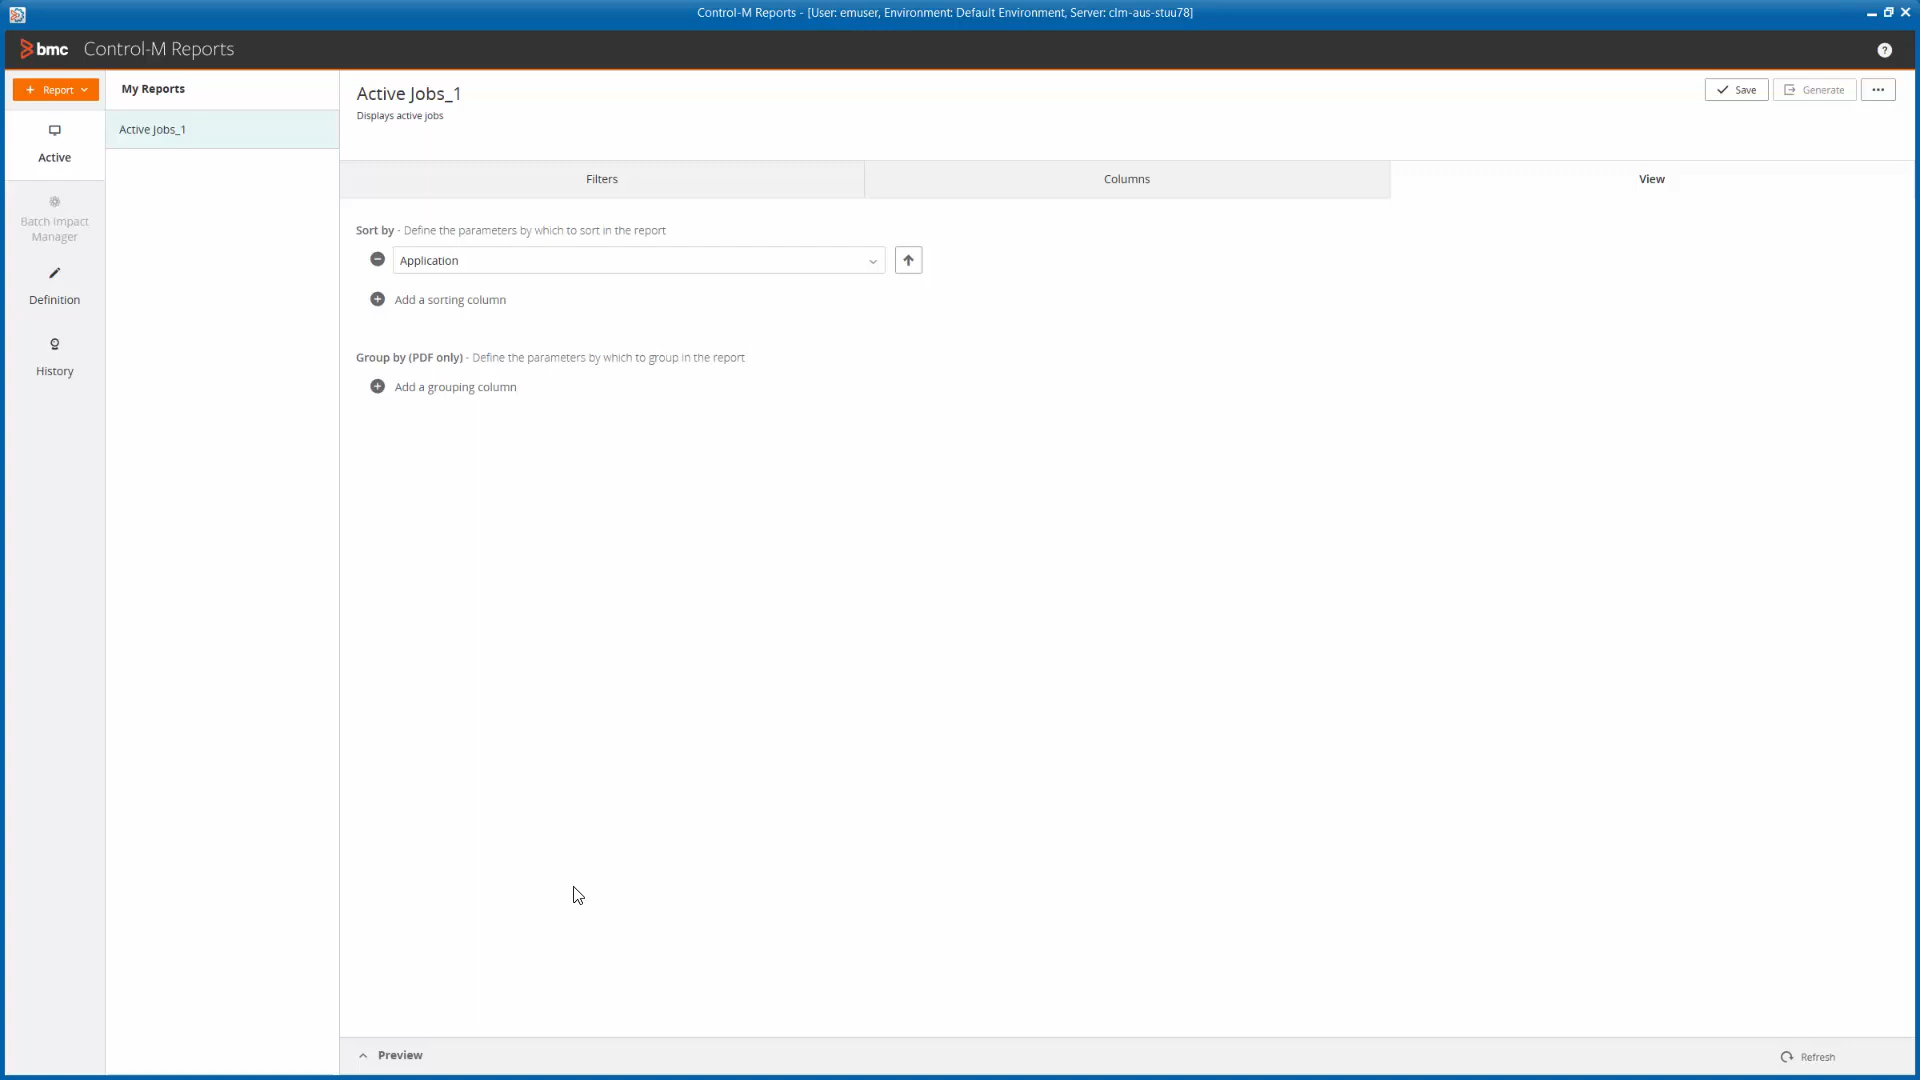 Control-M Reports - [User: emuser, Environment: Default Environment, Server: clm-aus-stuu78]
bmc Control-M Reports
+ Report
My Reports
Active Jobs_1
Displays active jobs
Save
Generate
Active
Active Jobs_1
Filters
Columns
View
Batch Impact
Manager
Sort by - Define the parameters by which to sort in the report
Application
Definition
Add a sorting column
Group by (PDF only) - Define the parameters by which to group in the report
History
Add a grouping column
Preview
Refresh